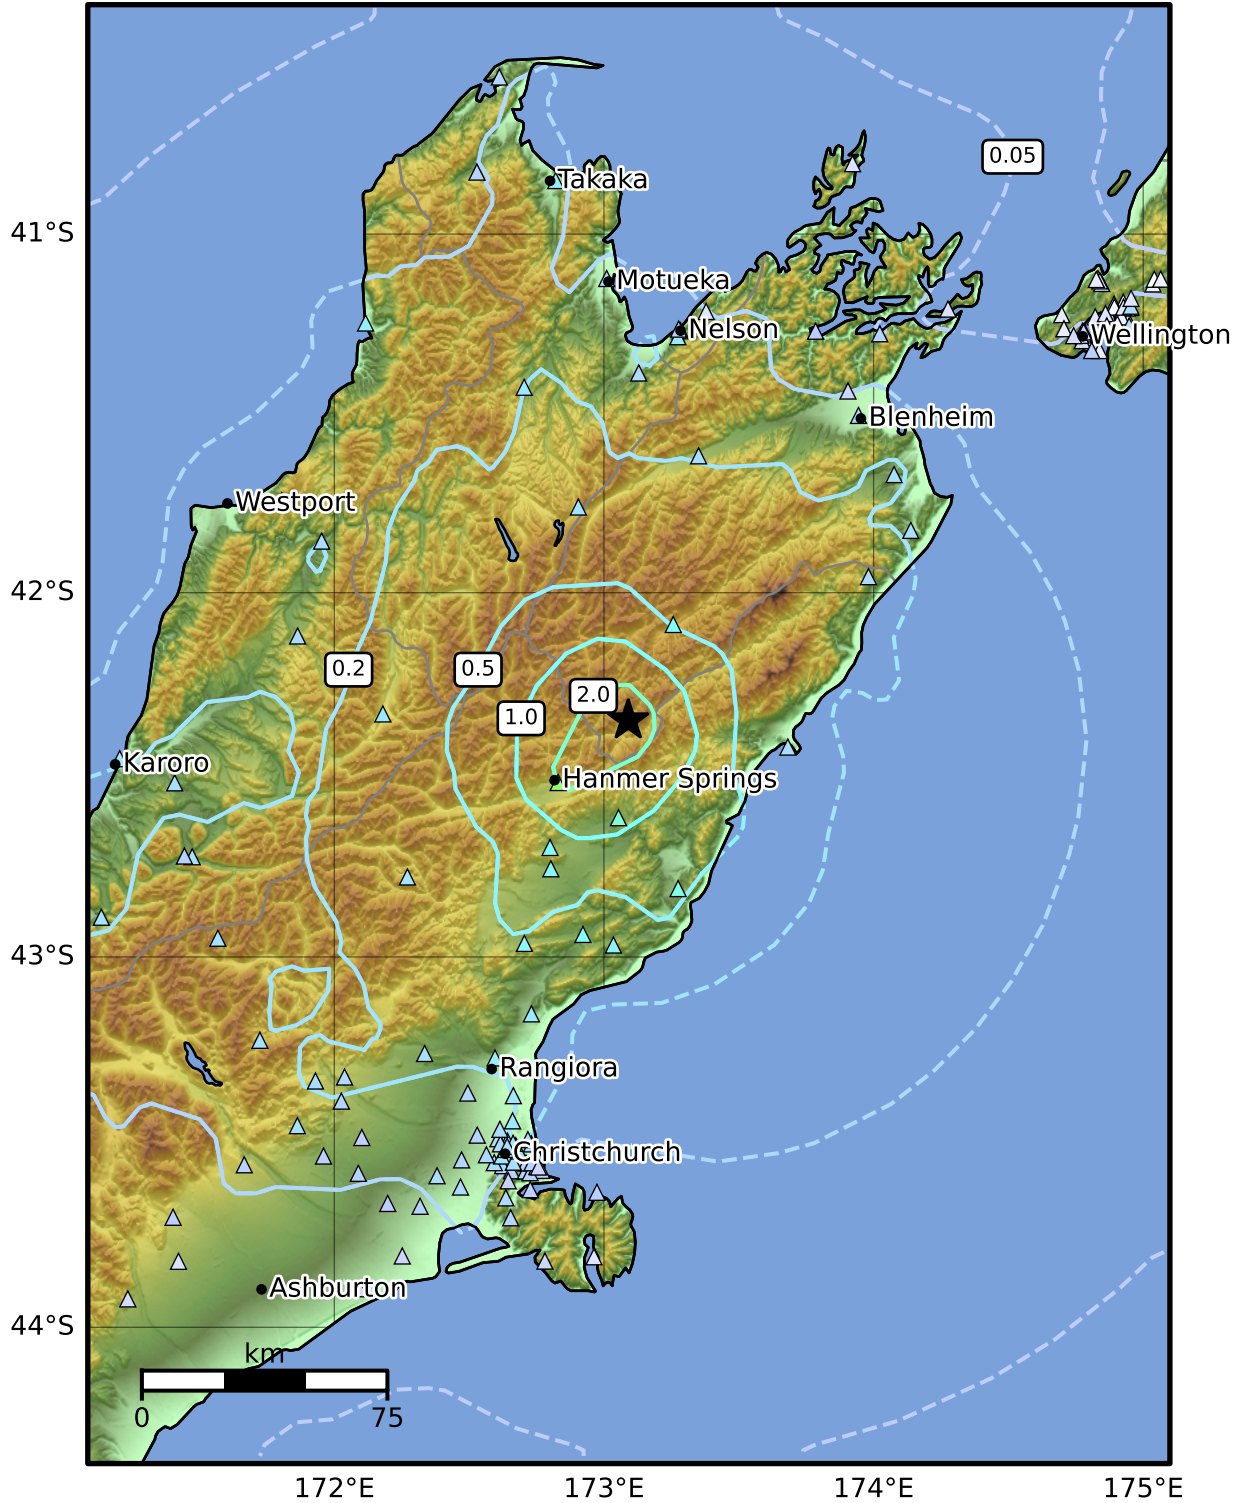 0.05
Takaka
41°S
Motueka
Nelson
Wellington
Blenheim
Westport
42°S
0.2
0.5
2.0
1.0
Karoro
Hanmer Springs
43°S
Rangiora
Christchurch
Ashburton
44°S
km
0
75
172°E
173°E
174°E
175°E